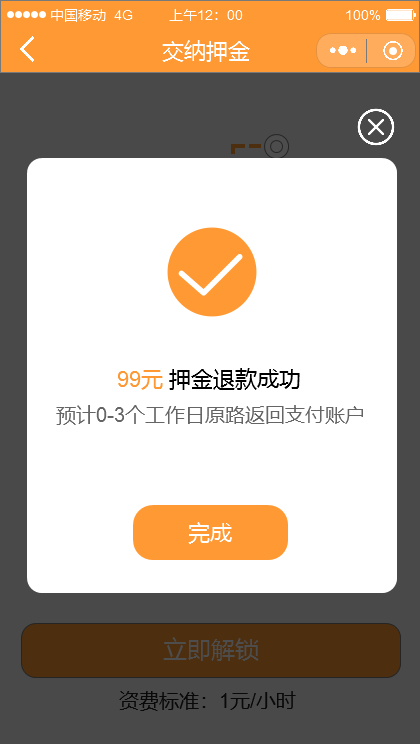 中国移动 4G 上午12：00 100%
交纳押金
99元 押金退款成功
预计0-3个工作日原路返回支付账户
完成
立即解锁
资费标准：1元/小时